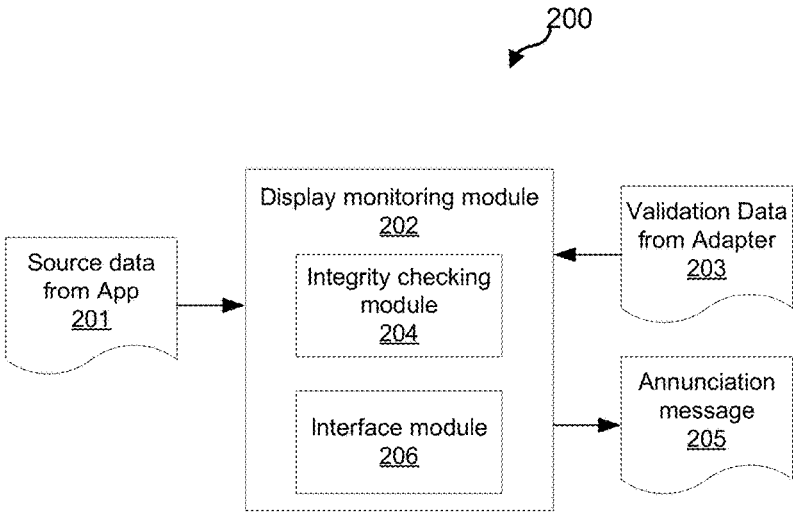 200
Display monitoring module
202
Source data
from App
201
Integrity checking
module
204
Interface module
206
Validation Data
from Adapter
203
Annunciation
message
205